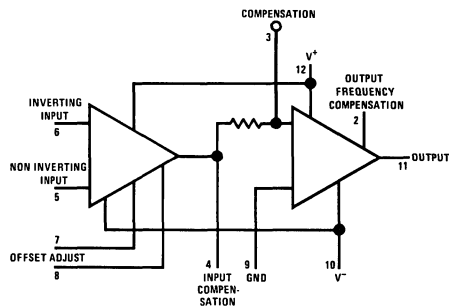 COMPENSATION
3
V+
12
OUTPUT
FREQUENCY
COMPENSATION
2
INVERTING
INPUT
6
NON INVERTING
INPUT
5
11
OUTPUT
7
OFFSET ADJUST
8
4
INPUT
COMPEN-
SATION
9
GND
10
V-